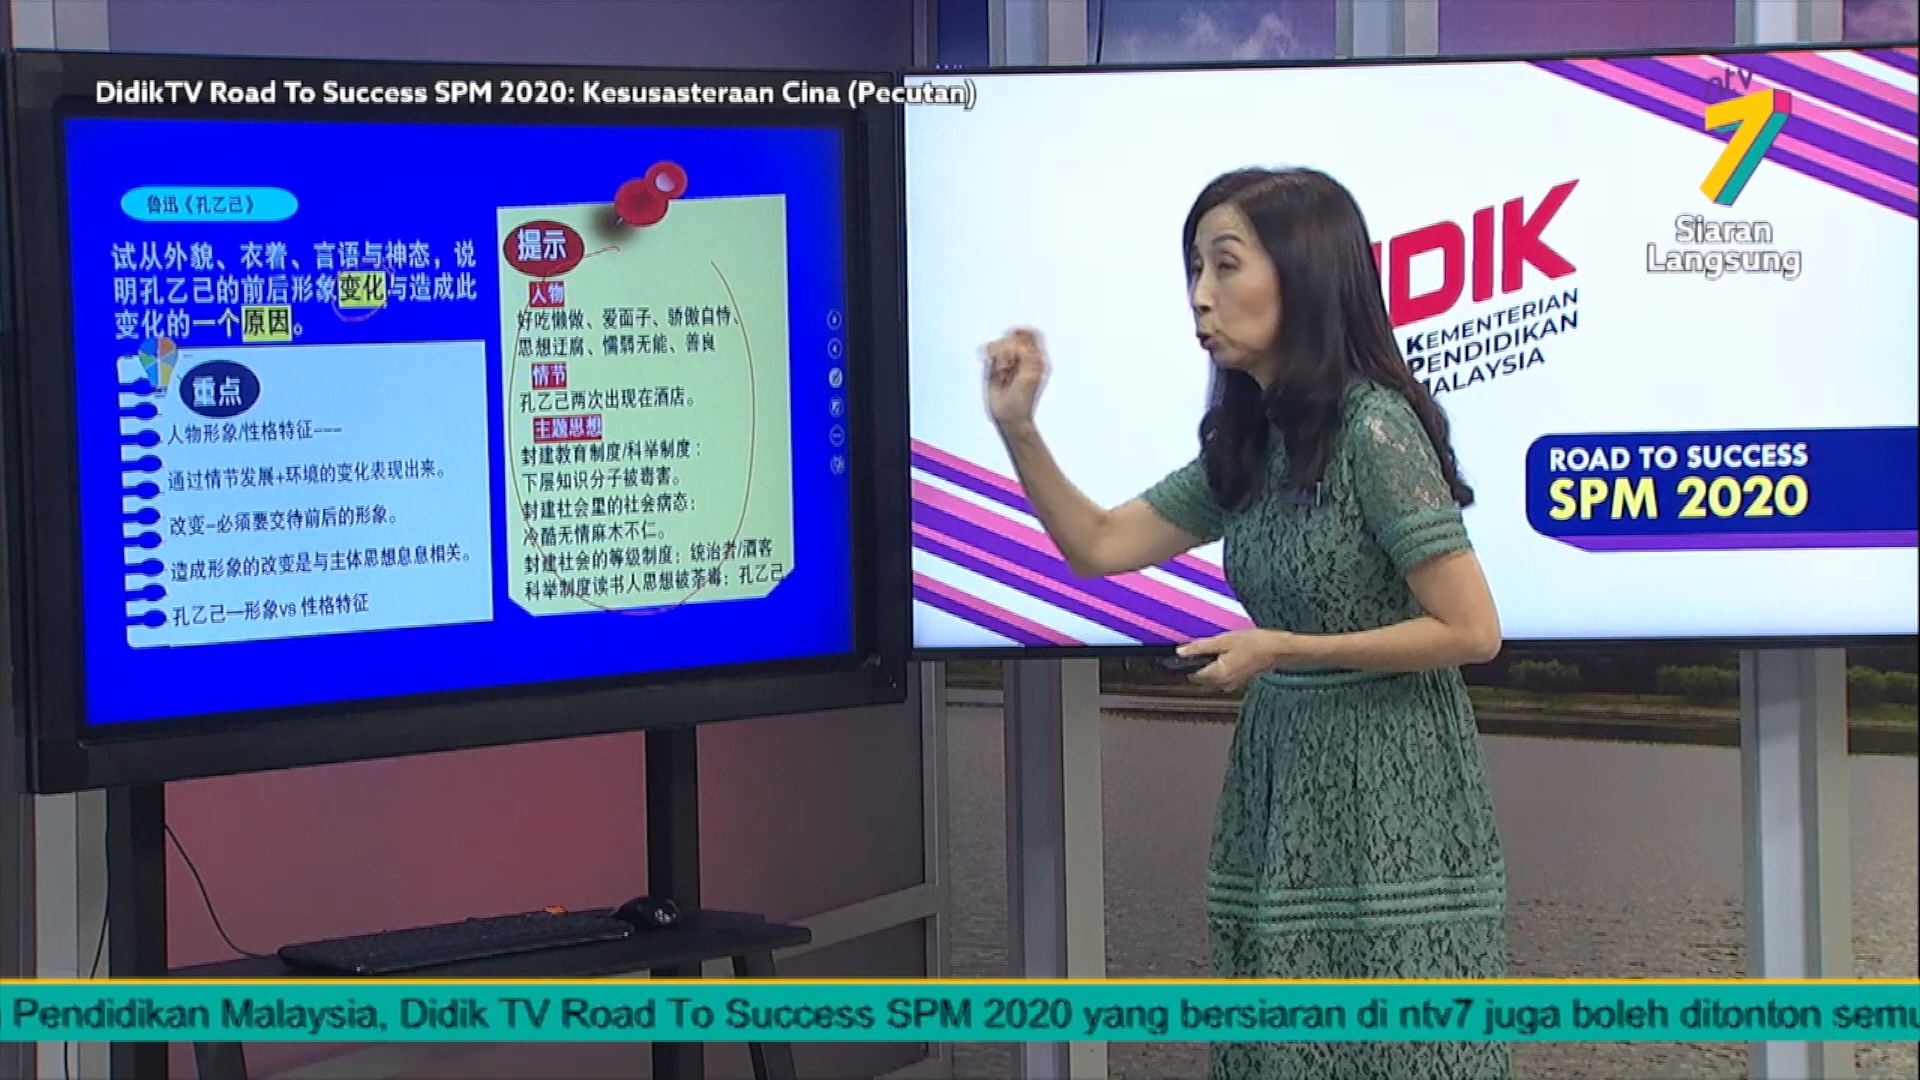 DidikTV Road To Success SPM 2020: Kesusasteraan Cina (Pecutan)
鲁迅《孔乙己》
试从外貌、衣着、言语与神态，说
明孔乙己的前后形象变化与造成此
变化的一个原因。
重点
人物形象/性格特征---
通过情节发展+环境的变化表现出来。
改变-必须要交待前后的形象。
造成形象的改变是与主体思想息息相关。
孔乙己—形象vs 性格特征
提示
人物
好吃懒做、爱面子、骄傲自恃、
思想迂腐、懦弱无能、善良
情节
孔乙己两次出现在酒店。
主题思想
封建教育制度/科举制度：
下层知识分子被毒害。
封建社会里的社会病态：
冷酷无情麻木不仁。
封建社会的等级制度：统治者/酒客
科举制度读书人思想被荼毒：孔乙己
ntv
7
Siaran
Langsung
IDIK
KEMENTERIAN
PENDIDIKAN
MALAYSIA
ROAD TO SUCCESS
SPM 2020
Pendidikan Malaysia, Didik TV Road To Success SPM 2020 yang bersiaran di ntv7 juga boleh ditonton semu